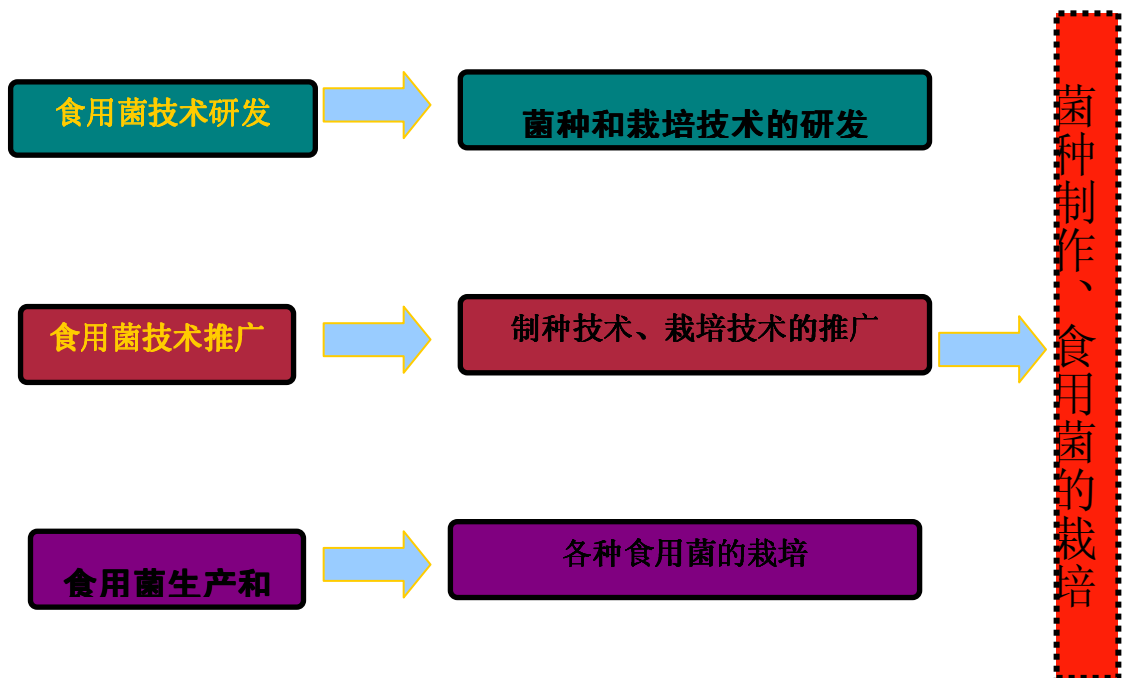 食用菌技术研发
菌种和栽培技术的研发
食用菌技术推广
制种技术、栽培技术的推广
食用菌生产和
各种食用菌的栽培
菌种制作、食用菌的栽培